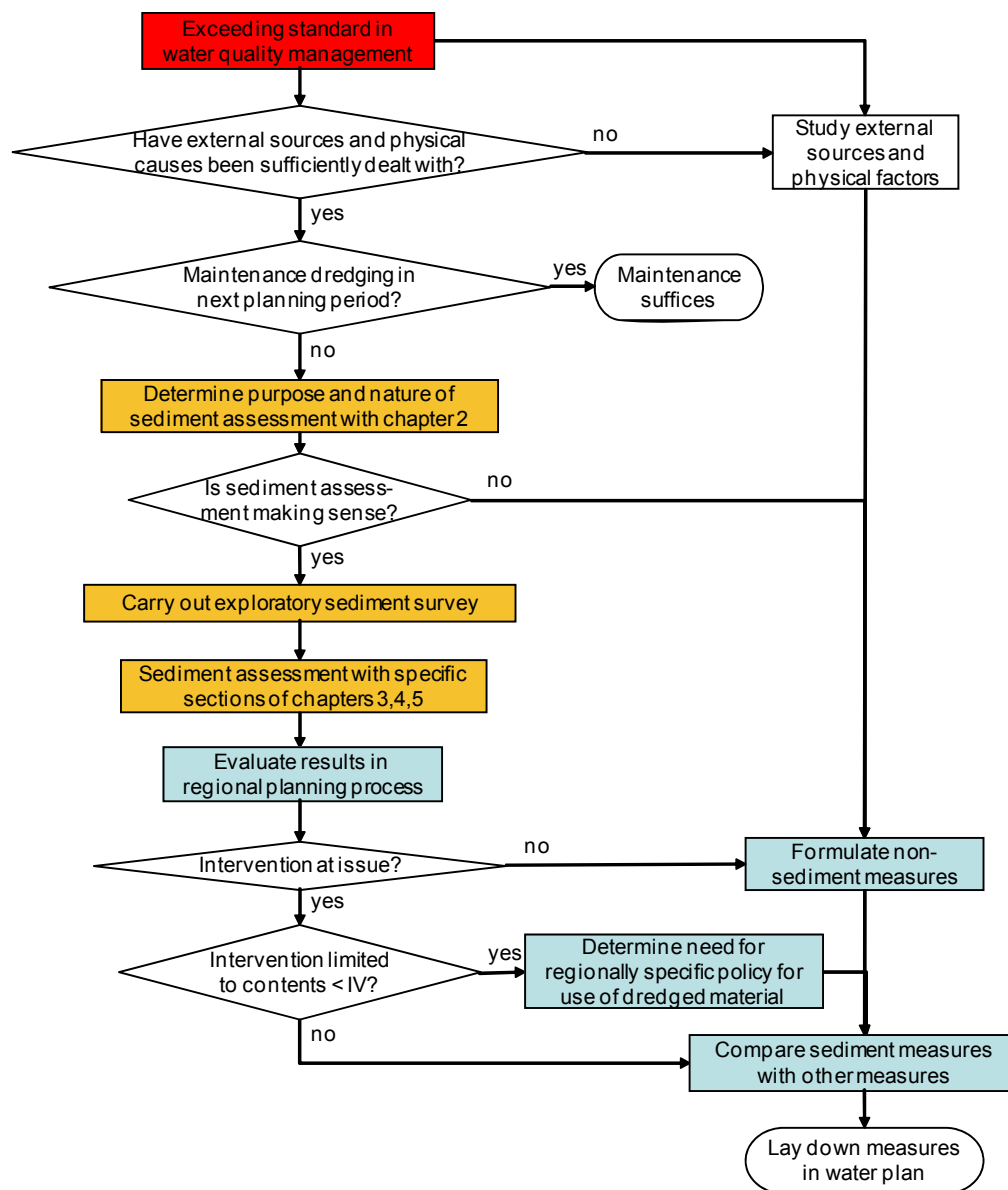 Exceeding standard in
water quality management
Have external sources and physical
causes been sufficiently dealt with?
no
Study external
sources and
physical factors
yes
Maintenance dredging in
next planning period?
yes
Maintenance
suffices
no
Determine purpose and nature of
sediment assessment with chapter 2
Is sediment assess-
ment making sense?
no
yes
Carry out exploratory sediment survey
Sediment assessment with specific
sections of chapters 3,4,5
Evaluate results in
regional planning process
Intervention at issue?
no
Formulate non-
sediment measures
yes
Intervention limited
to contents < IV?
yes
Determine need for
regionally specific policy for
use of dredged material
no
Compare sediment measures
with other measures
Lay down measures
in water plan